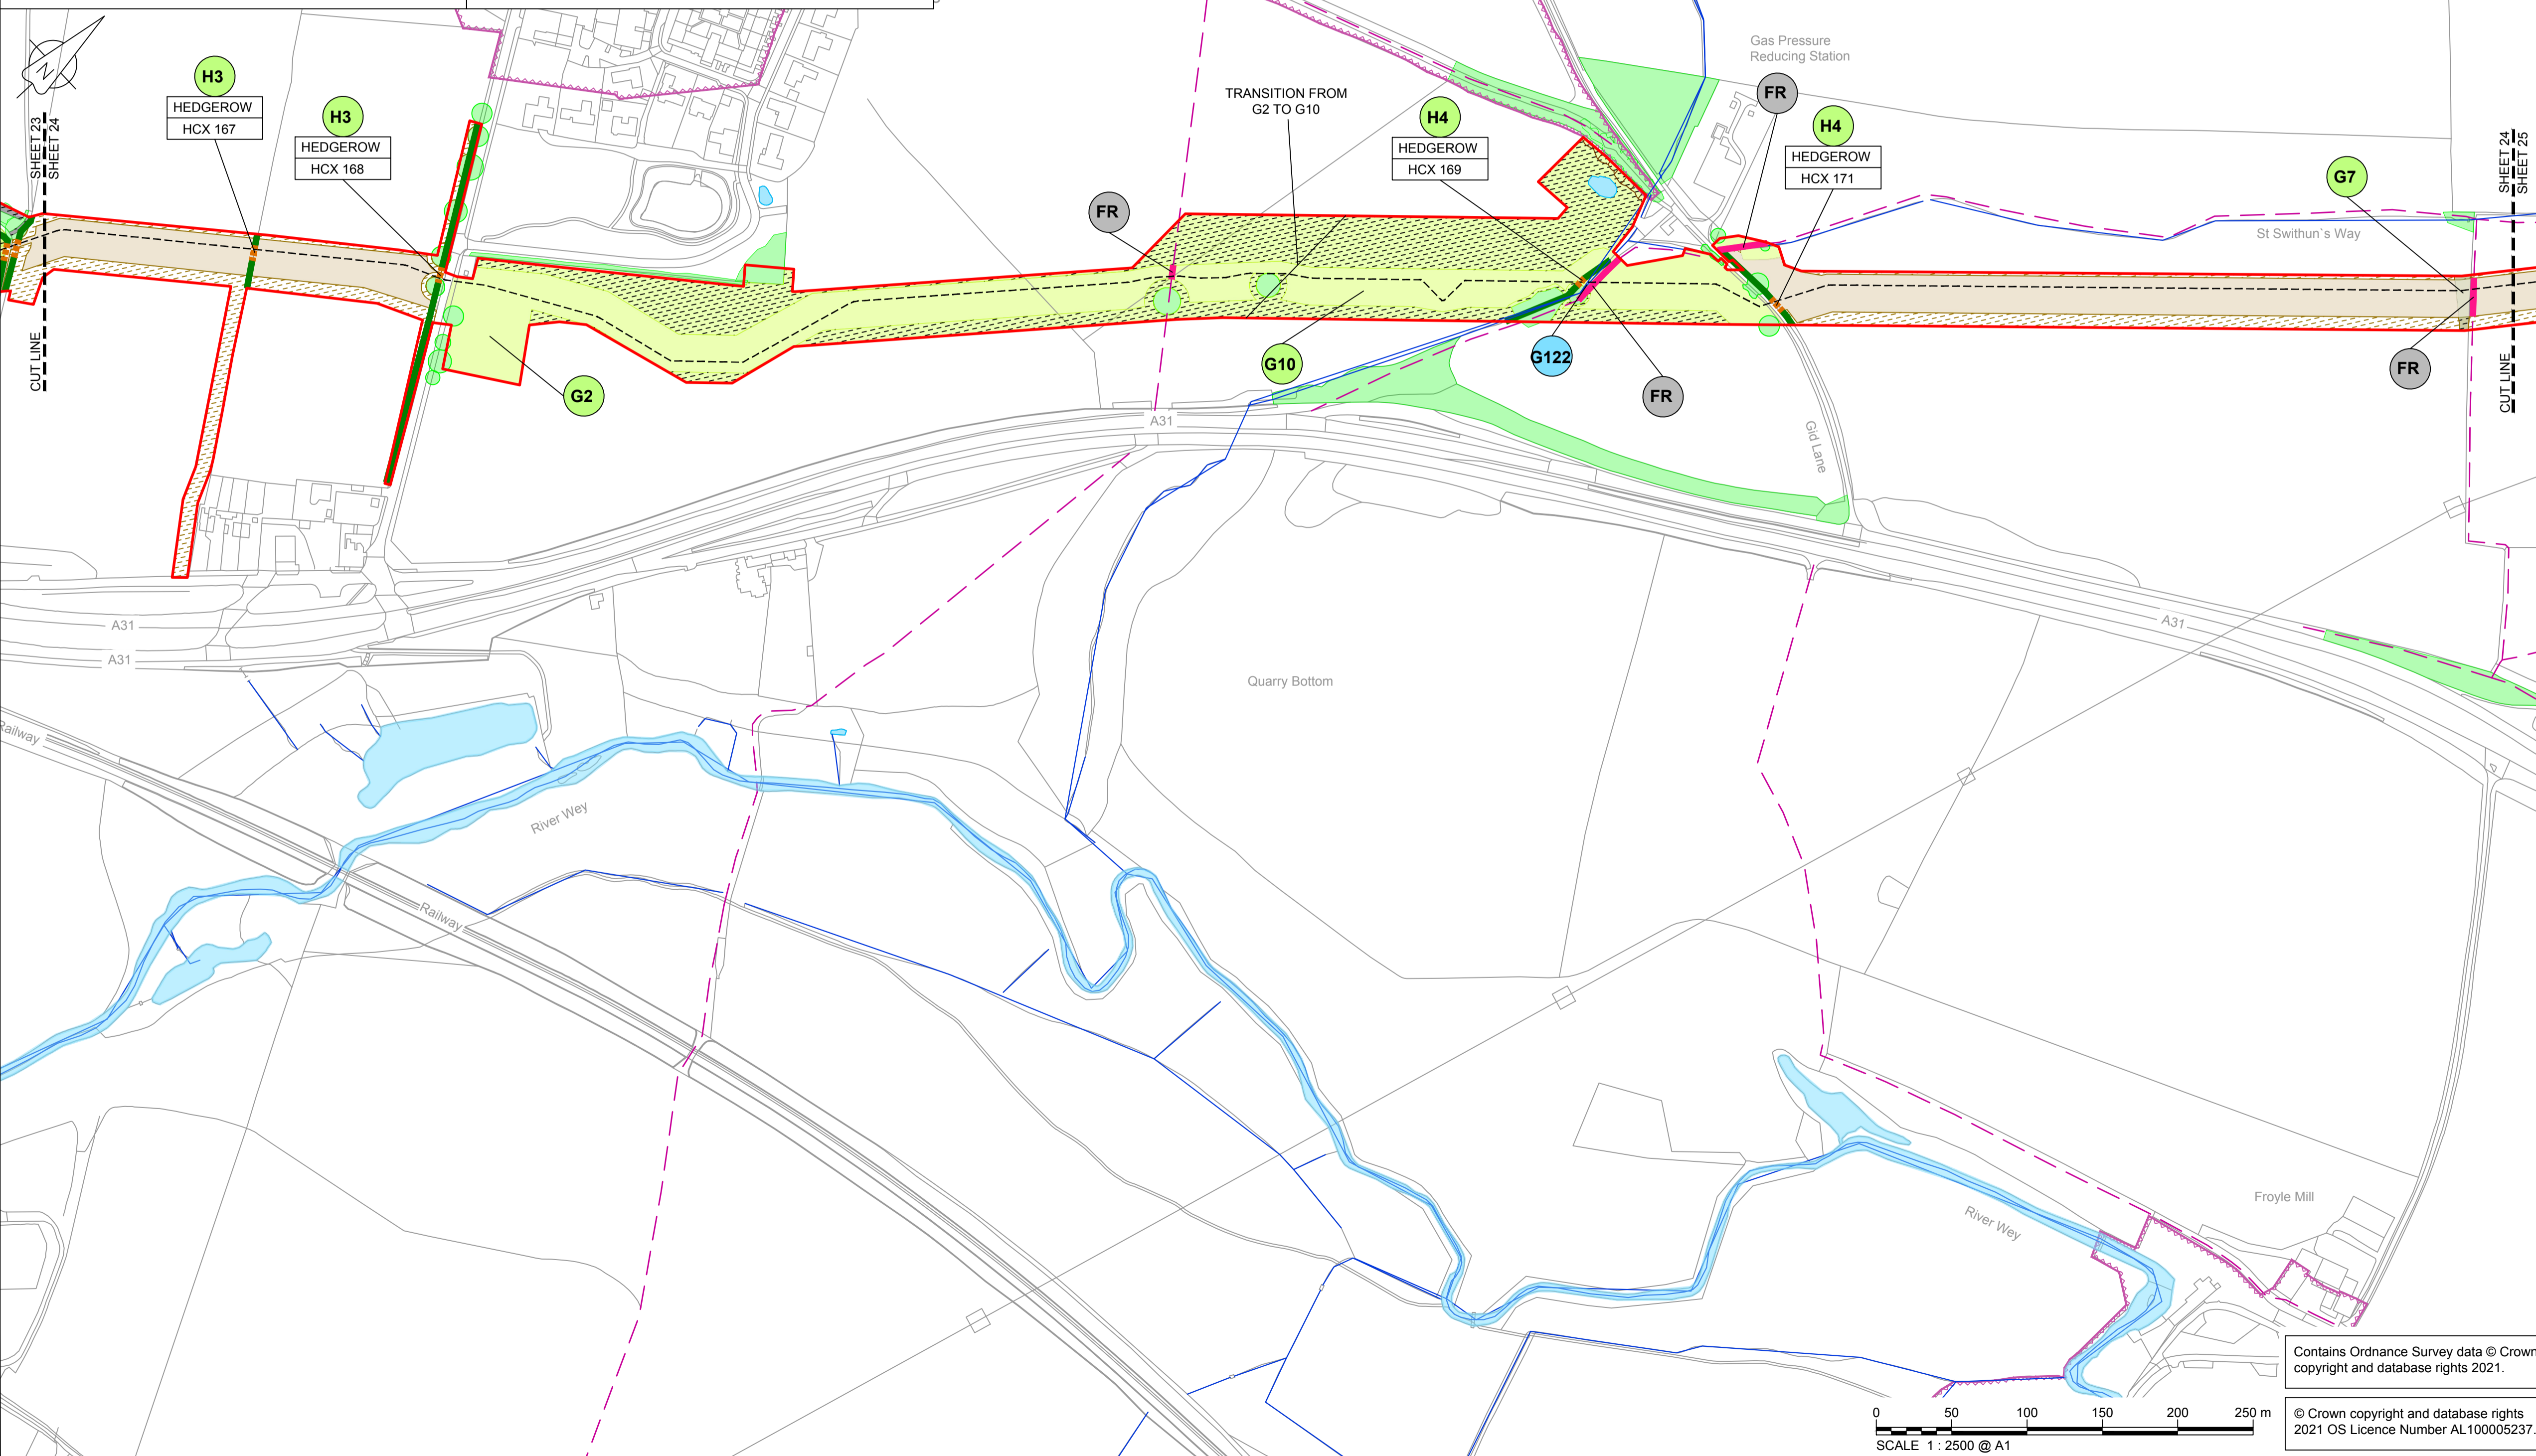 Gas Pressure
Reducing Station
H3
HEDGEROW
HCX 167
H3
HEDGEROW
HCX 168
TRANSITION FROM
G2 TO G10
H4
HEDGEROW
HCX 169
FR
H4
HEDGEROW
HCX 171
SHEET 23
SHEET 24
CUT LINE
SHEET 24
SHEET 25
CUT LINE
G7
FR
St Swithun`s Way
G2
G10
G122
FR
FR
A31
Gid Lane
A31
A31
A31
Quarry Bottom
Railway
River Wey
Railway
Froyle Mill
River Wey
Contains Ordnance Survey data © Crown
copyright and database rights 2021.
0 50 100 150 200 250 m
SCALE 1 : 2500 @ A1
© Crown copyright and database rights
2021 OS Licence Number AL100005237.